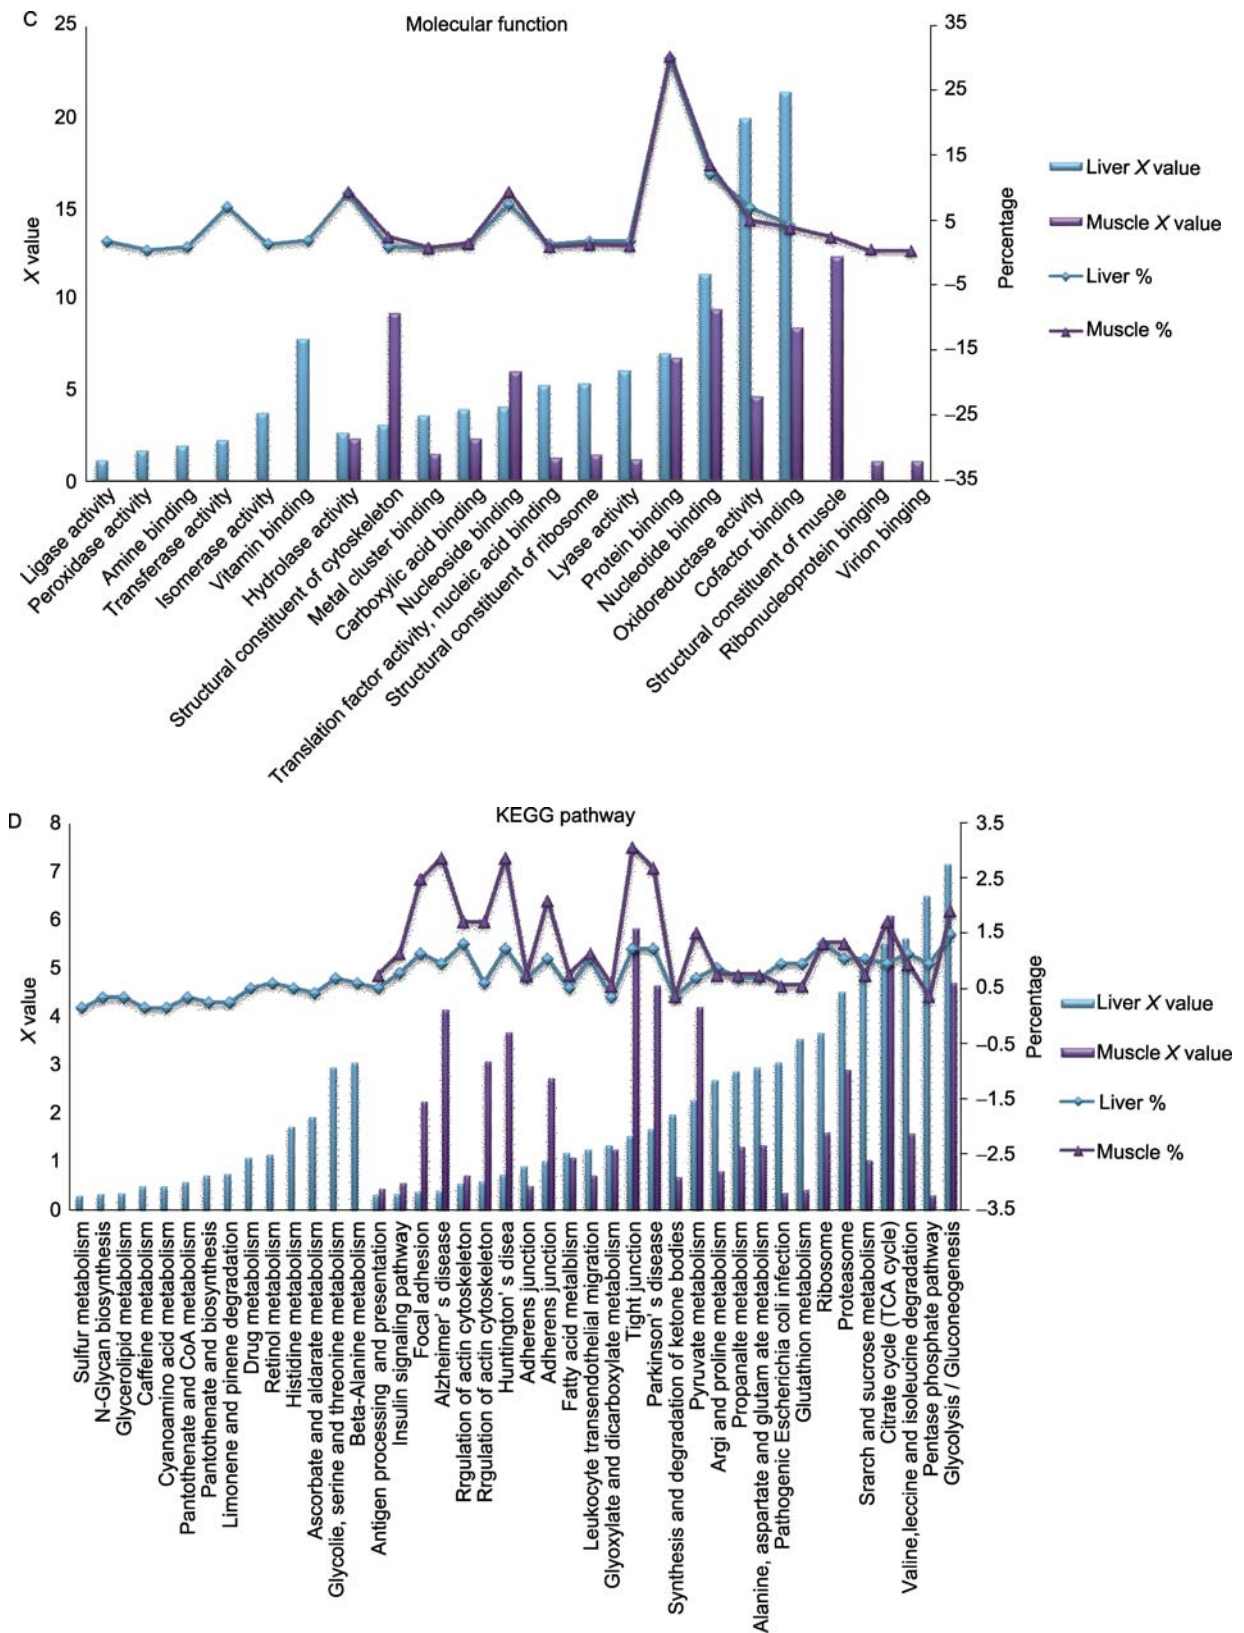 C
Molecular function
25
20
15
10
5
0
X value
35
25
15
5
–5
–15
–25
–35
Percentage
Liver X value
Muscle X value
Liver %
Muscle %
Ligase activity
Peroxidase activity
Amine binding
Transferase activity
Isomerase activity
Vitamin binding
Hydrolase activity
Structural constituent of cytoskeleton
Metal cluster binding
Carboxylic acid binding
Nucleoside binding
Translation factor activity, nucleic acid binding
Structural constituent of ribosome
Lyase activity
Protein binding
Nucleotide binding
Oxidoreductase activity
Cofactor binding
Structural constituent of muscle
Ribonucleoprotein binging
Virion binging
D
KEGG pathway
8
7
6
5
4
3
2
1
0
X value
3.5
2.5
1.5
0.5
–0.5
–1.5
–2.5
–3.5
Percentage
Liver X value
Muscle X value
Liver %
Muscle %
Sulfur metabolism
N-Glycan biosynthesis
Glycerolipid metabolism
Caffeine metabolism
Cyanoamino acid metabolism
Pantothenate and CoA metabolism
Pantothenate and biosynthesis
Limonene and pinenene degradation
Drug metabolism
Retinol metabolism
Histidine metabolism
Ascorbate and aldarate metabolism
Glycolie, serine and threonine metabolism
Beta-Alanine metabolism
Antigen processing and presentation
Insulin signaling pathway
Focal adhesion
Alzheimer' s disease
Rrgulation of actin cytoskeleton
Rrgulation of actin cytoskeleton
Huntington' s disea
Adherens junction
Adherens junction
Fatty acid metalbism
Leukocyte transendothelial migration
Glyoxylate and dicarboxylate metabolism
Tight junction
Parkinson' s disease
Synthesis and degradation of ketone bodies
Pyruvate metabolism
Argi and proline metabolism
Propanalte metabolism
Alanine, aspartate and glutam ate metabolism
Pathogenic Escherichia coli infection
Glutathion metabolism
Ribosome
Proteasome
Srarch and sucrose metabolism
Citrate cycle (TCA cycle)
Valine,leccine and isoleucine degradation
Pentase phosphate pathway
Glycolysis / Gluconeogenesis